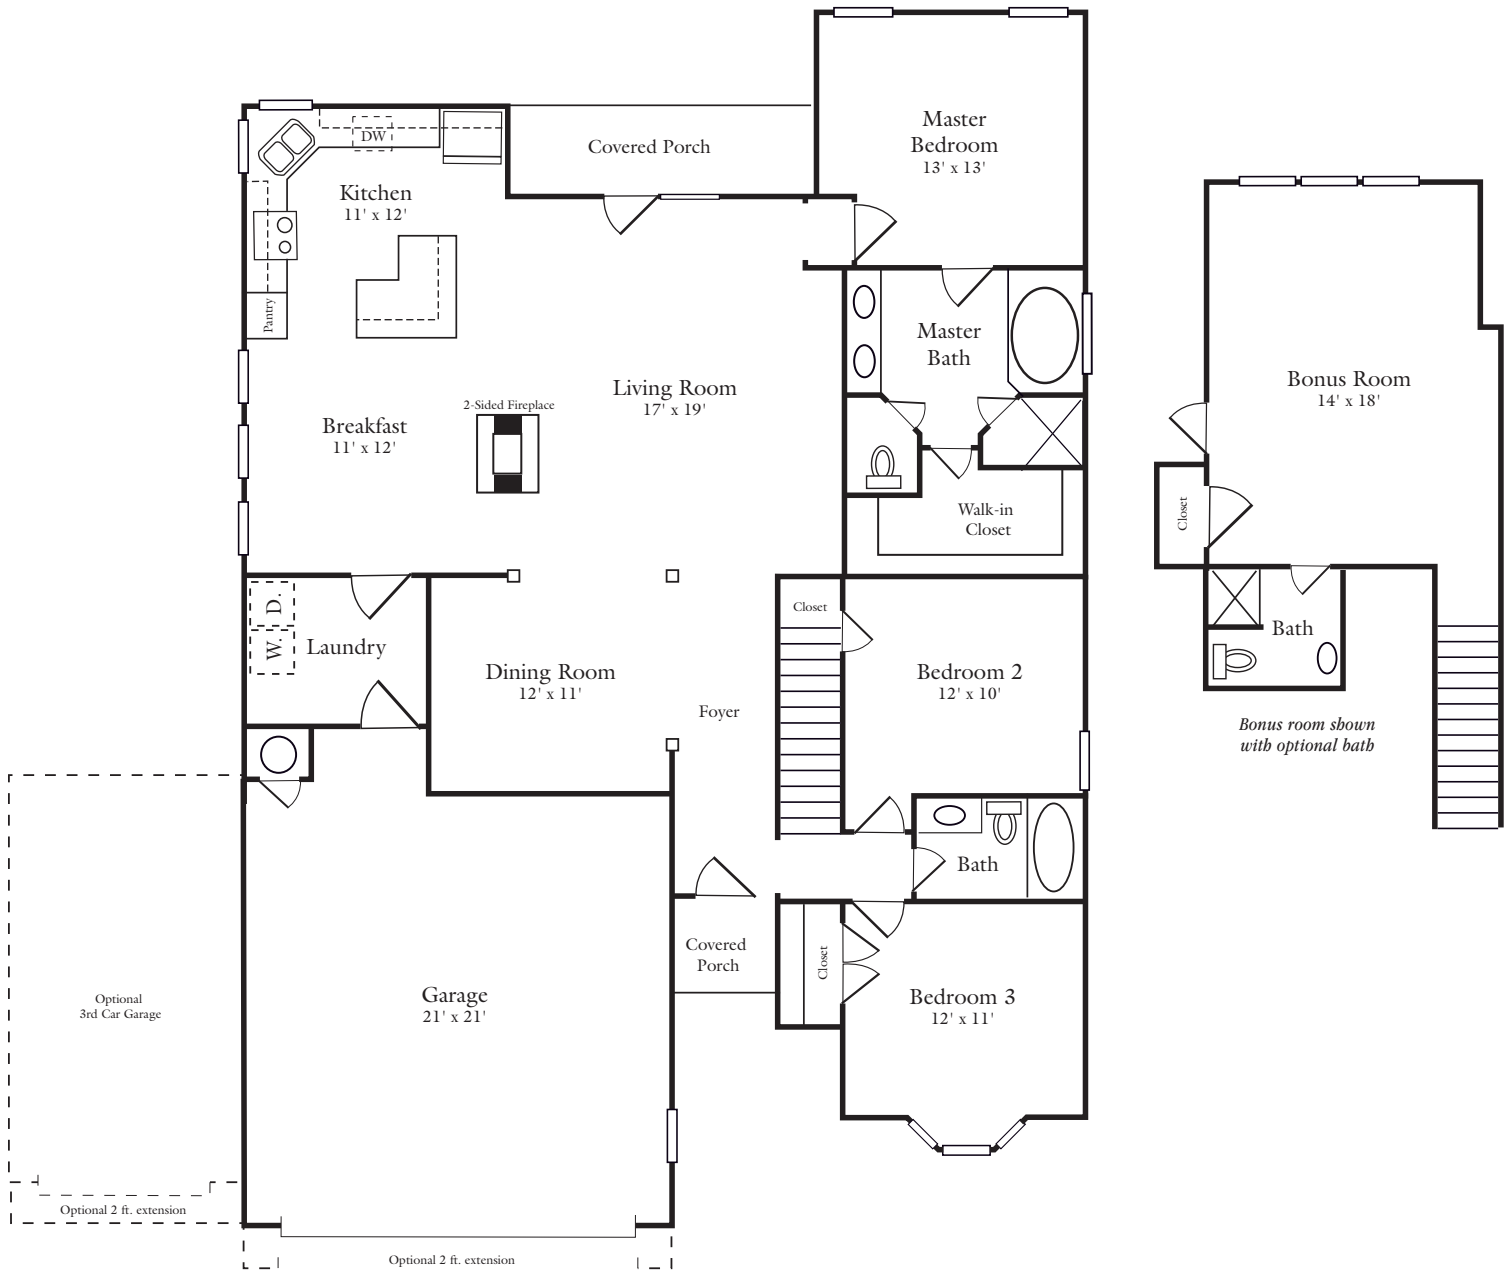 Master
Bedroom
13' x 13'
Covered Porch
DW
Kitchen
11' x 12'
Pantry
Master
Bath
Living Room
17' x 19'
2-Sided Fireplace
Breakfast
11' x 12'
Bonus Room
14' x 18'
Closet
Walk-in
Closet
D.
W.
Laundry
Closet
Bath
Dining Room
12' x 11'
Foyer
Bedroom 2
12' x 10'
Bonus room shown
with optional bath
Bath
Covered
Porch
Closet
Bedroom 3
12' x 11'
Garage
21' x 21'
Optional
3rd Car Garage
Optional 2 ft. extension
Optional 2 ft. extension